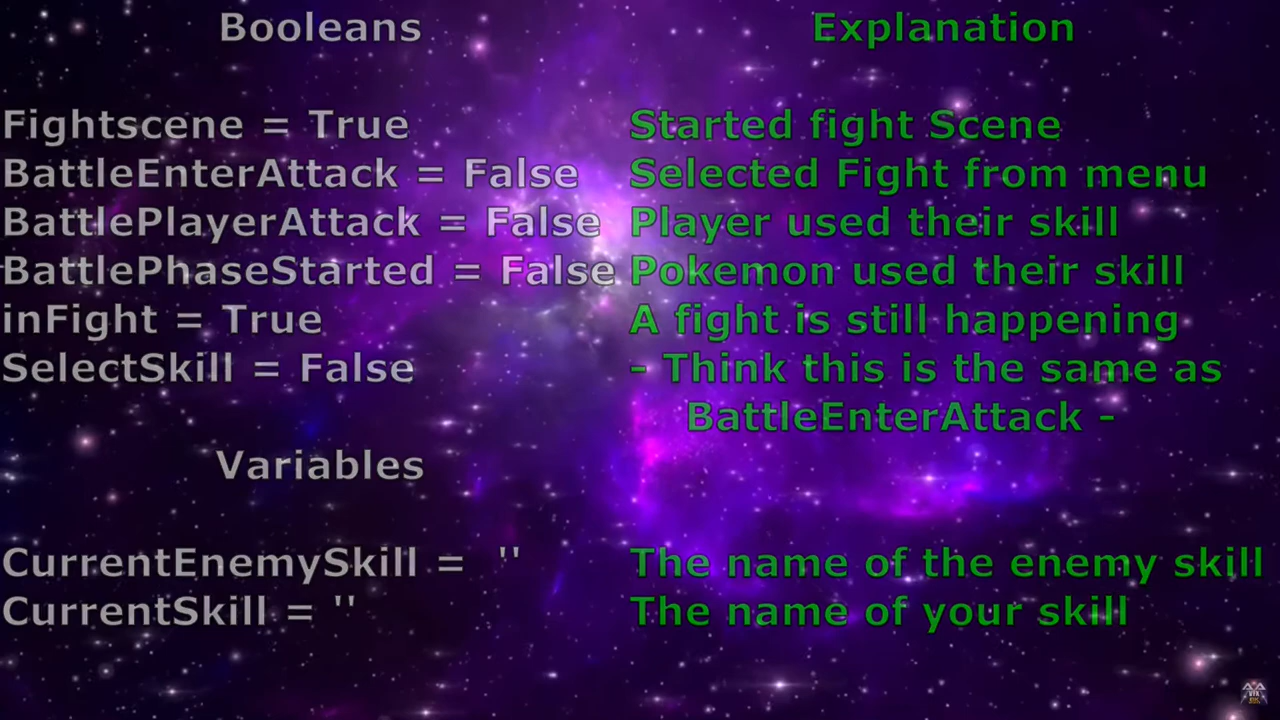 Booleans
Explanation
Fightscene = True
Started fight Scene
BattleEnterAttack = False
Selected Fight from menu
BattlePlayerAttack = False
Player used their skill
BattlePhaseStarted = False
Pokemon used their skill
inFight = True
A fight is still happening
SelectSkill = False
- Think this is the same as
BattleEnterAttack -
Variables
CurrentEnemySkill = ''
The name of the enemy skill
CurrentSkill = ''
The name of your skill